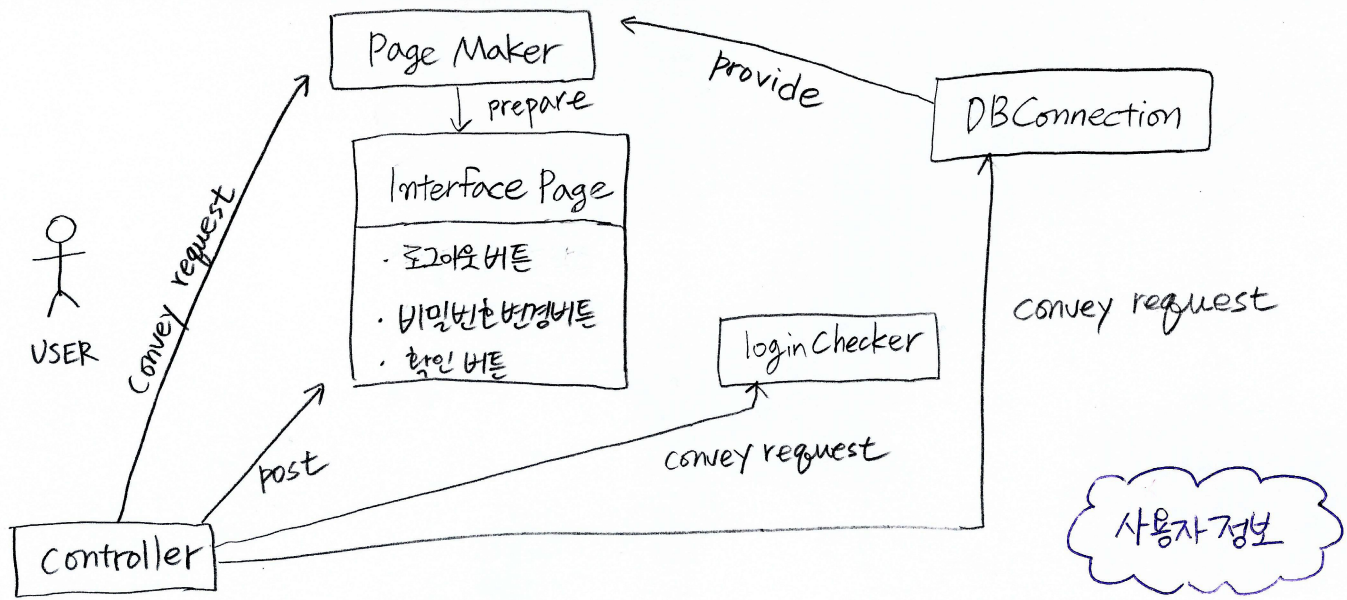 Page Maker
provide
DBConnection
prepare
Interface Page
· 로그아웃 버튼
· 비밀번호 변경버튼
· 확인 버튼
convey request
USER
loginChecker
convey request
convey request
post
controller
사용자 정보